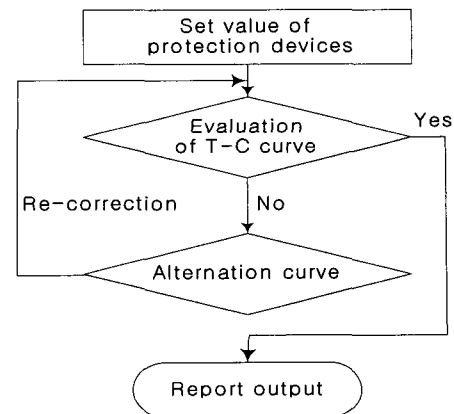 Set value of
protection devices
Evaluation
of T-C curve
Yes
Re-correction
No
Alternation curve
Report output